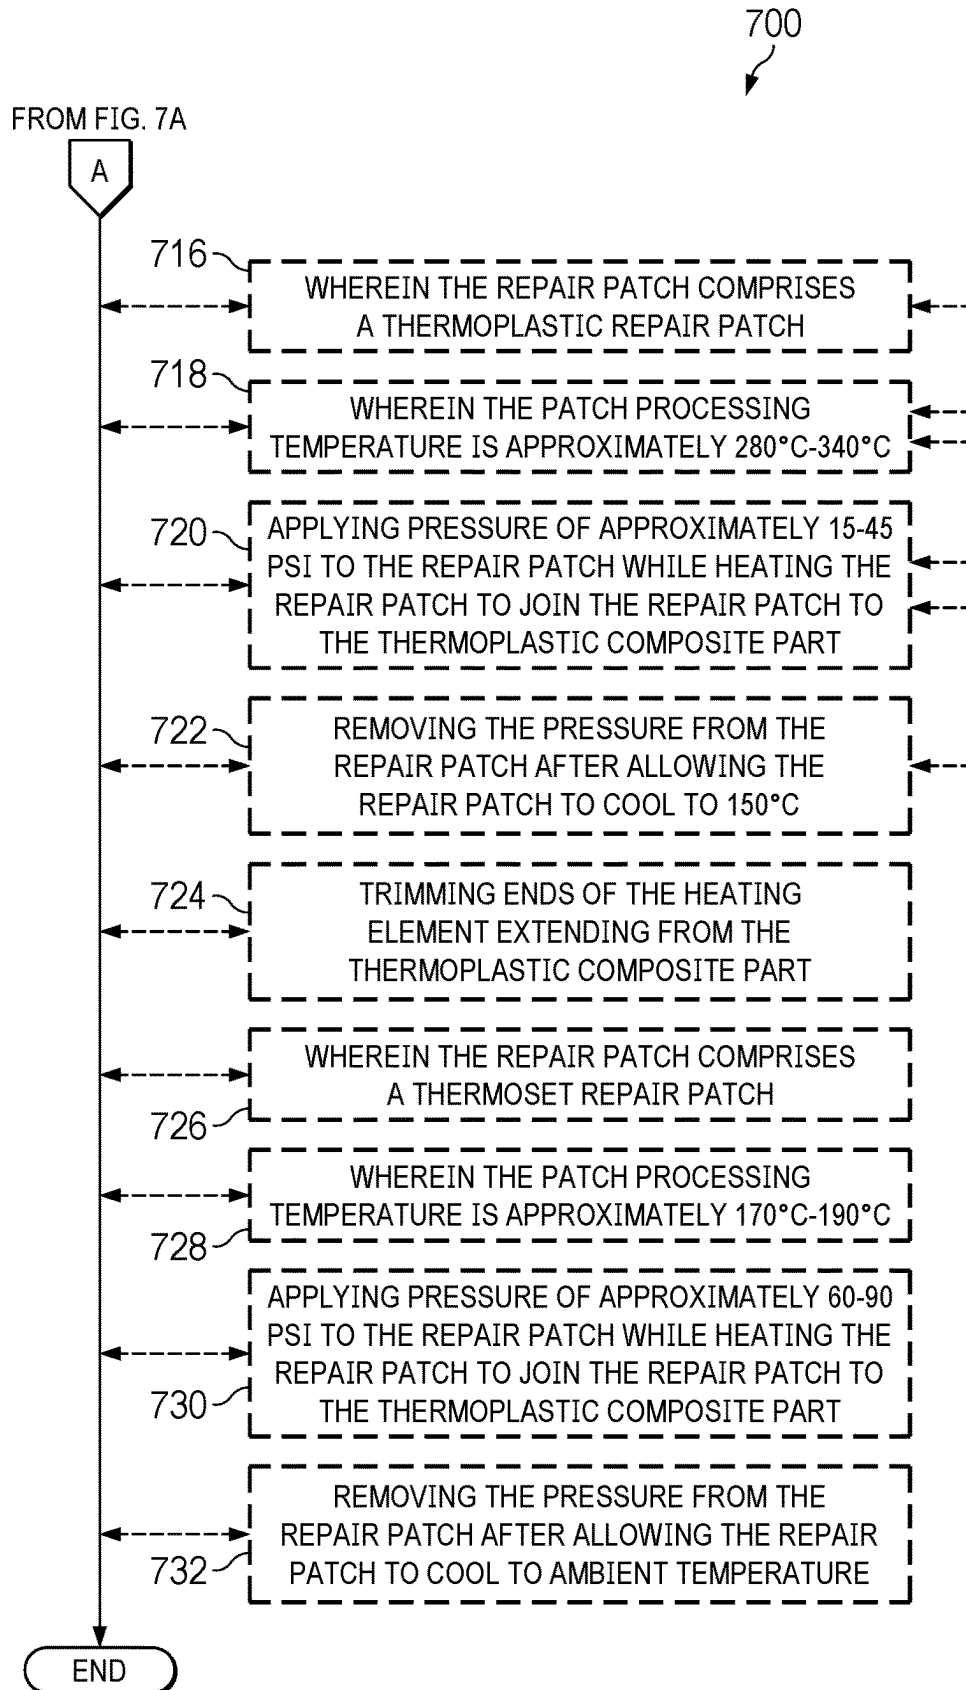 700
FROM FIG. 7A
A
716
WHEREIN THE REPAIR PATCH COMPRISES
A THERMOPLASTIC REPAIR PATCH
718
WHEREIN THE PATCH PROCESSING
TEMPERATURE IS APPROXIMATELY 280°C-340°C
720
APPLYING PRESSURE OF APPROXIMATELY 15-45
PSI TO THE REPAIR PATCH WHILE HEATING THE
REPAIR PATCH TO JOIN THE REPAIR PATCH TO
THE THERMOPLASTIC COMPOSITE PART
722
REMOVING THE PRESSURE FROM THE
REPAIR PATCH AFTER ALLOWING THE
REPAIR PATCH TO COOL TO 150°C
724
TRIMMING ENDS OF THE HEATING
ELEMENT EXTENDING FROM THE
THERMOPLASTIC COMPOSITE PART
WHEREIN THE REPAIR PATCH COMPRISES
A THERMOSET REPAIR PATCH
726
WHEREIN THE PATCH PROCESSING
TEMPERATURE IS APPROXIMATELY 170°C-190°C
728
APPLYING PRESSURE OF APPROXIMATELY 60-90
PSI TO THE REPAIR PATCH WHILE HEATING THE
REPAIR PATCH TO JOIN THE REPAIR PATCH TO
THE THERMOPLASTIC COMPOSITE PART
730
REMOVING THE PRESSURE FROM THE
REPAIR PATCH AFTER ALLOWING THE REPAIR
PATCH TO COOL TO AMBIENT TEMPERATURE
732
END